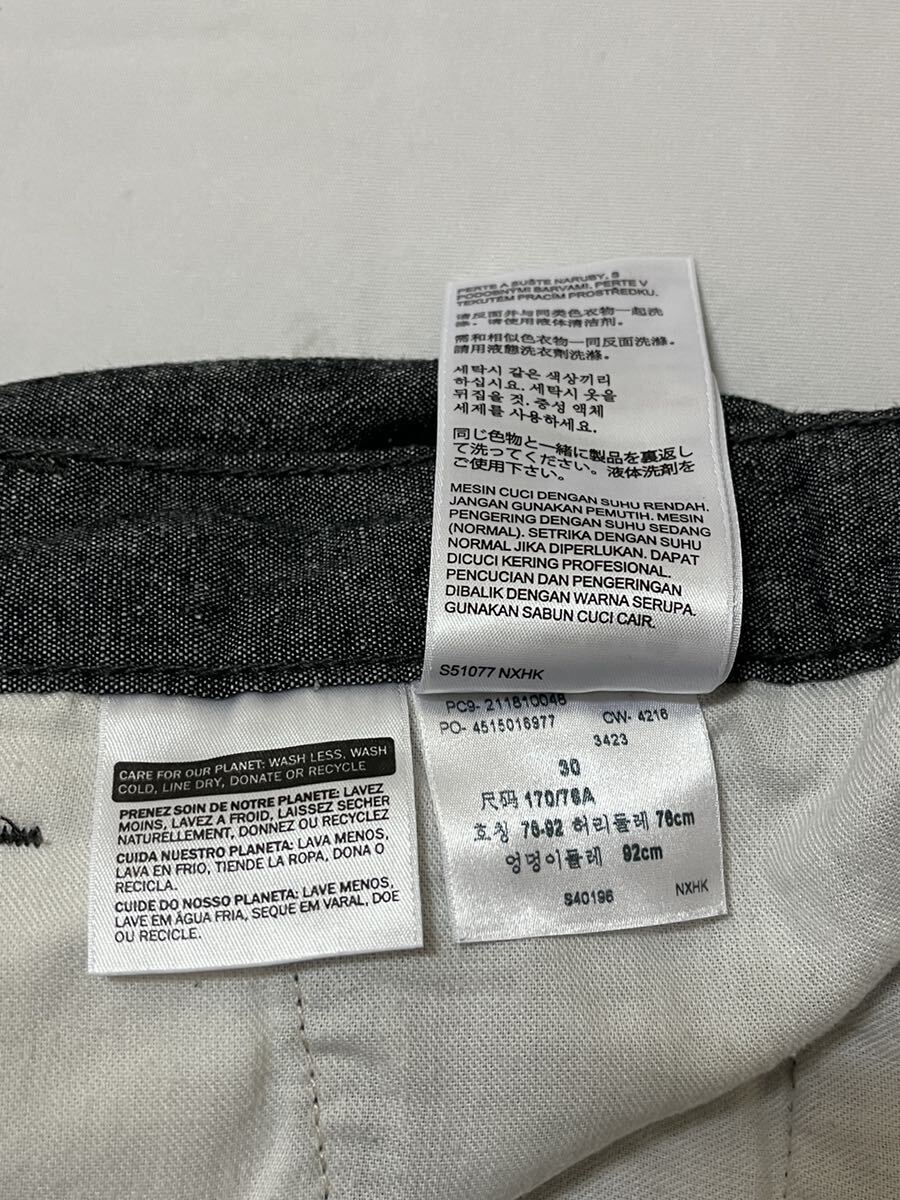 PERTE A SUŠTE NARUBY, S
PODOBNÝMI BARVAMI. PERTE V
TEKUTÉM PRACÍM PROSTŘEDKU.
请反面并与同类色衣物一起洗
涤。请使用液体清洁剂。
需和相似色衣物一同反面洗滌。
請用液態洗衣劑洗滌。
세탁시 같은 색상끼리
하십시요. 세탁시 옷을
뒤집을 것. 중성 액체
세제를 사용하세요.
同じ色物と一緒に製品を裏返し
て洗ってください。液体洗剤を
ご使用下さい。
MESIN CUCI DENGAN SUHU RENDAH.
JANGAN GUNAKAN PEMUTIH. MESIN
PENGERING DENGAN SUHU SEDANG
(NORMAL). SETRIKA DENGAN SUHU
NORMAL JIKA DIPERLUKAN. DAPAT
DICUCI KERING PROFESIONAL.
PENCUCIAN DAN PENGERINGAN
DIBALIK DENGAN WARNA SERUPA.
GUNAKAN SABUN CUCI CAIR.
S51077 NXHK
PC9- 211810048
PO- 4515016977 CW- 4216
3423
30
尺码 170/76A
호칭 76-92 허리둘레 76cm
엉덩이둘레 92cm
S40196 NXHK
CARE FOR OUR PLANET: WASH LESS, WASH
COLD, LINE DRY, DONATE OR RECYCLE
PRENEZ SOIN DE NOTRE PLANETE: LAVEZ
MOINS, LAVEZ A FROID, LAISSEZ SECHER
NATURELLEMENT, DONNEZ OU RECYCLEZ
CUIDA NUESTRO PLANETA: LAVA MENOS,
LAVA EN FRIO, TIENDE LA ROPA, DONA O
RECICLA.
CUIDE DO NOSSO PLANETA: LAVE MENOS,
LAVE EM ÁGUA FRIA, SEQUE EM VARAL, DOE
OU RECICLE.